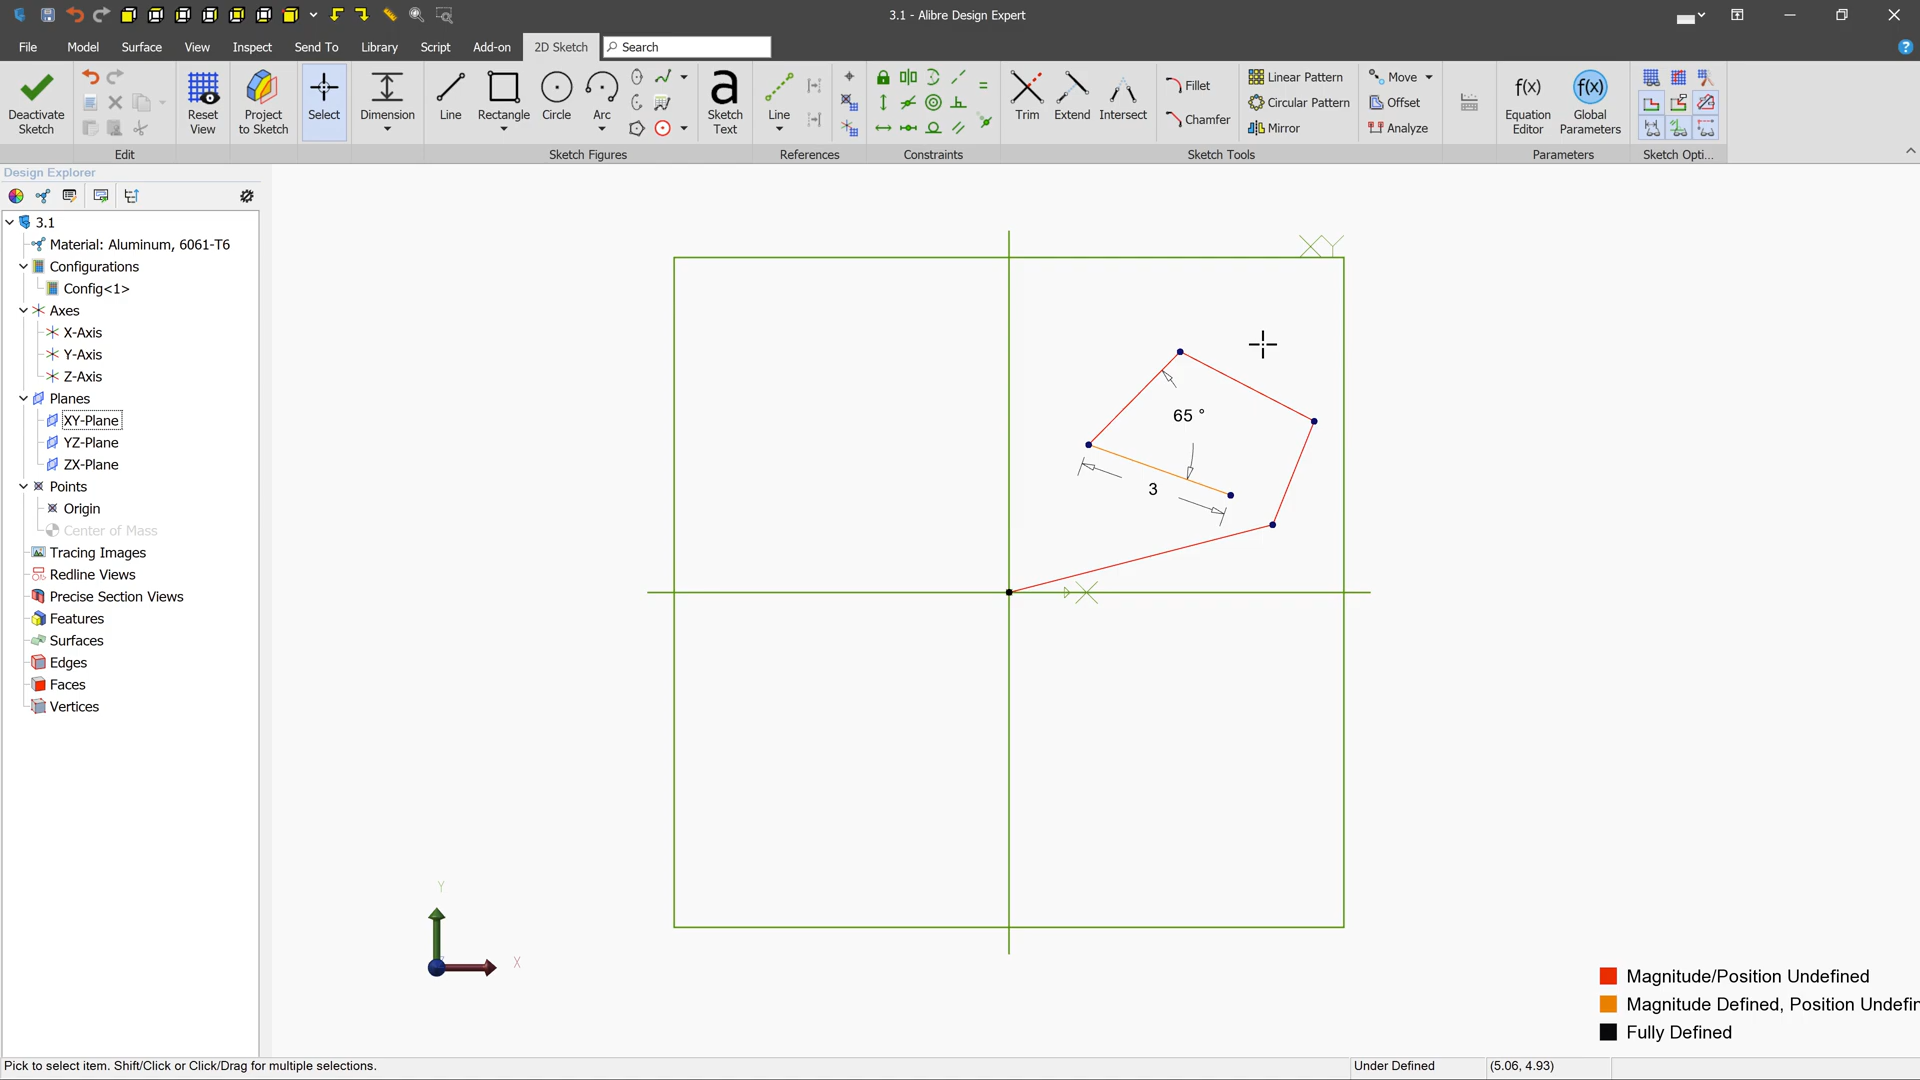 3.1 - Alibre Design Expert
File Model Surface View Inspect Send To Library Script Add-on 2D Sketch Search
Deactivate Sketch
Edit
Reset View
Project to Sketch
Select
Dimension
Line
Rectangle
Circle
Arc
Sketch Figures
Sketch Text
Line
References
Constraints
Trim
Extend
Intersect
Fillet
Chamfer
Linear Pattern
Circular Pattern
Mirror
Move
Offset
Analyze
Sketch Tools
f(x)
Equation Editor
f(x)
Global Parameters
Parameters
Sketch Opti...
Design Explorer
3.1
Material: Aluminum, 6061-T6
Configurations
Config<1>
Axes
X-Axis
Y-Axis
Z-Axis
Planes
XY-Plane
YZ-Plane
ZX-Plane
Points
Origin
Center of Mass
Tracing Images
Redline Views
Precise Section Views
Features
Surfaces
Edges
Faces
Vertices
XY
65 °
3
X
Y
X
Magnitude/Position Undefined
Magnitude Defined, Position Undefin
Fully Defined
Pick to select item. Shift/Click or Click/Drag for multiple selections.
Under Defined
(5.06, 4.93)